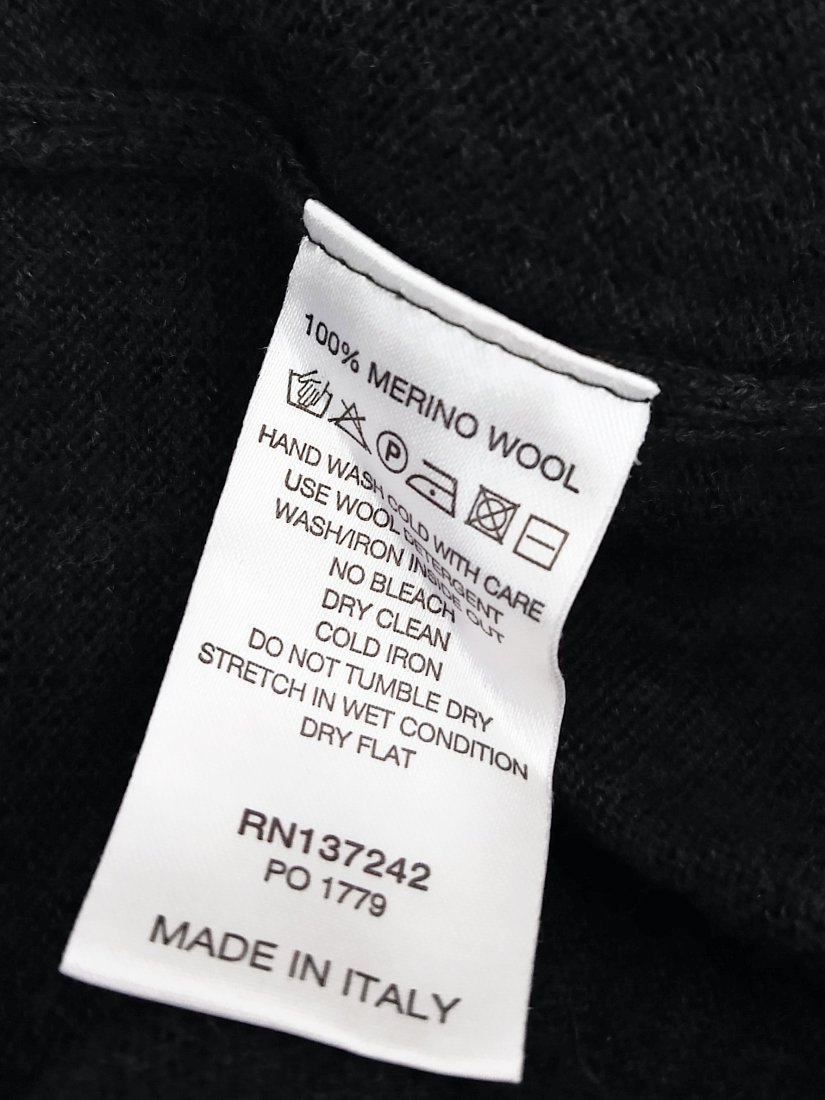 100% MERINO WOOL
P
HAND WASH COLD WITH CARE
USE WOOL DETERGENT
WASH/IRON INSIDE OUT
NO BLEACH
DRY CLEAN
COLD IRON
DO NOT TUMBLE DRY
STRETCH IN WET CONDITION
DRY FLAT
RN137242
PO 1779
MADE IN ITALY